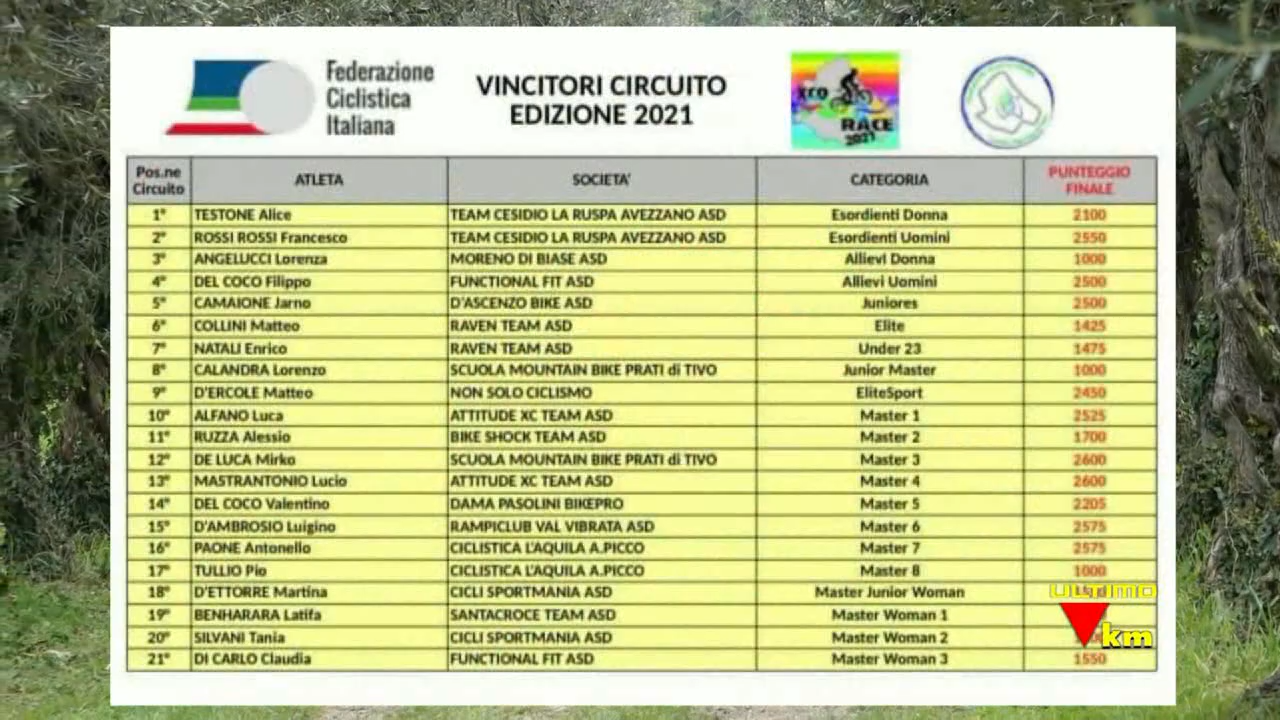 Federazione
Ciclistica
Italiana
VINCITORI CIRCUITO
EDIZIONE 2021
XCO
RACE
2021
Pos.ne Circuito ATLETA SOCIETA' CATEGORIA PUNTEGGIO FINALE
1° TESTONE Alice TEAM CESIDIO LA RUSPA AVEZZANO ASD Esordienti Donna 2100
2° ROSSI ROSSI Francesco TEAM CESIDIO LA RUSPA AVEZZANO ASD Esordienti Uomini 2550
3° ANGELUCCI Lorenza MORENO DI BIASE ASD Allievi Donna 1000
4° DEL COCO Filippo FUNCTIONAL FIT ASD Allievi Uomini 2500
5° CAMAIONE Jarno D'ASCENZO BIKE ASD Juniores 2500
6° COLLINI Matteo RAVEN TEAM ASD Elite 1425
7° NATALI Enrico RAVEN TEAM ASD Under 23 1475
8° CALANDRA Lorenzo SCUOLA MOUNTAIN BIKE PRATI di TIVO Junior Master 1000
9° D'ERCOLE Matteo NON SOLO CICLISMO EliteSport 2450
10° ALFANO Luca ATTITUDE XC TEAM ASD Master 1 2525
11° RUZZA Alessio BIKE SHOCK TEAM ASD Master 2 1700
12° DE LUCA Mirko SCUOLA MOUNTAIN BIKE PRATI di TIVO Master 3 2600
13° MASTRANTONIO Lucio ATTITUDE XC TEAM ASD Master 4 2600
14° DEL COCO Valentino DAMA PASOLINI BIKEPRO Master 5 2205
15° D'AMBROSIO Luigino RAMPICLUB VAL VIBRATA ASD Master 6 2575
16° PAONE Antonello CICLISTICA L'AQUILA A.PICCO Master 7 2575
17° TULLIO Pio CICLISTICA L'AQUILA A.PICCO Master 8 1000
18° D'ETTORRE Martina CICLI SPORTMANIA ASD Master Junior Woman
19° BENHARARA Latifa SANTACROCE TEAM ASD Master Woman 1
20° SILVANI Tania CICLI SPORTMANIA ASD Master Woman 2
21° DI CARLO Claudia FUNCTIONAL FIT ASD Master Woman 3 1550
ULTIMO
km